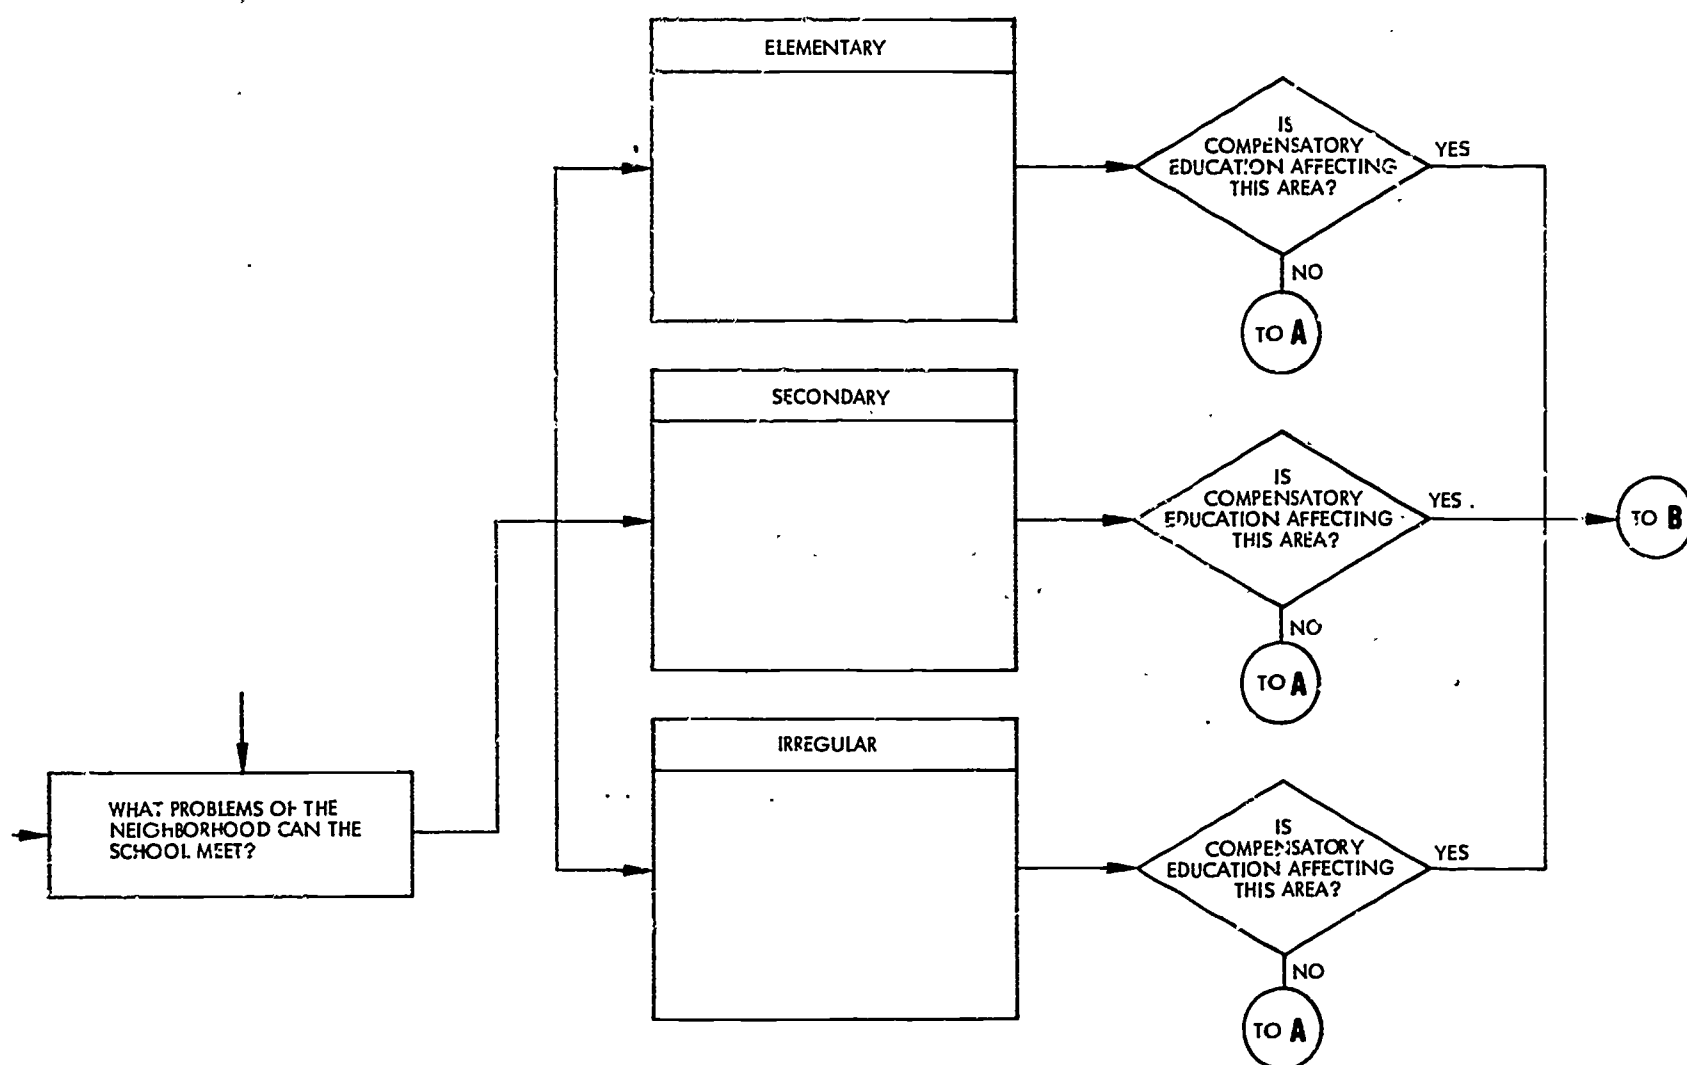 ELEMENTARY
IS
COMPENSATORY
EDUCATION AFFECTING
THIS AREA?
YES
NO
TO A
SECONDARY
IS
COMPENSATORY
EDUCATION AFFECTING
THIS AREA?
YES
NO
TO A
TO B
WHAT PROBLEMS OF THE
NEIGHBORHOOD CAN THE
SCHOOL MEET?
IRREGULAR
IS
COMPENSATORY
EDUCATION AFFECTING
THIS AREA?
YES
NO
TO A